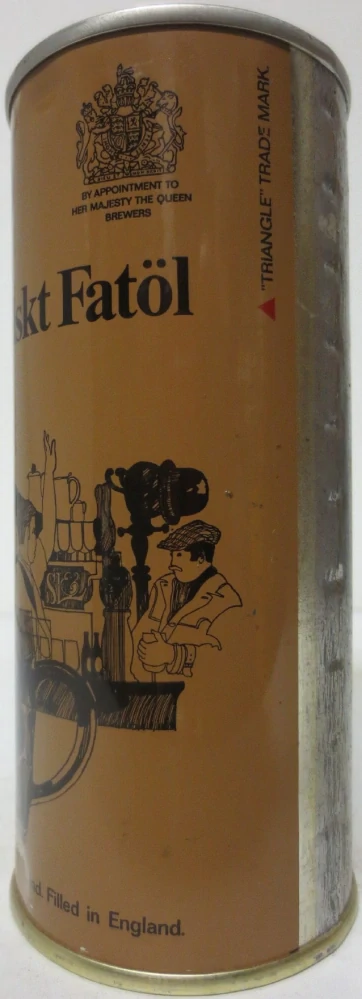 BY APPOINTMENT TO
HER MAJESTY THE QUEEN
BREWERS
"TRIANGLE" TRADE MARK.
skt Fatöl
Filled in England.